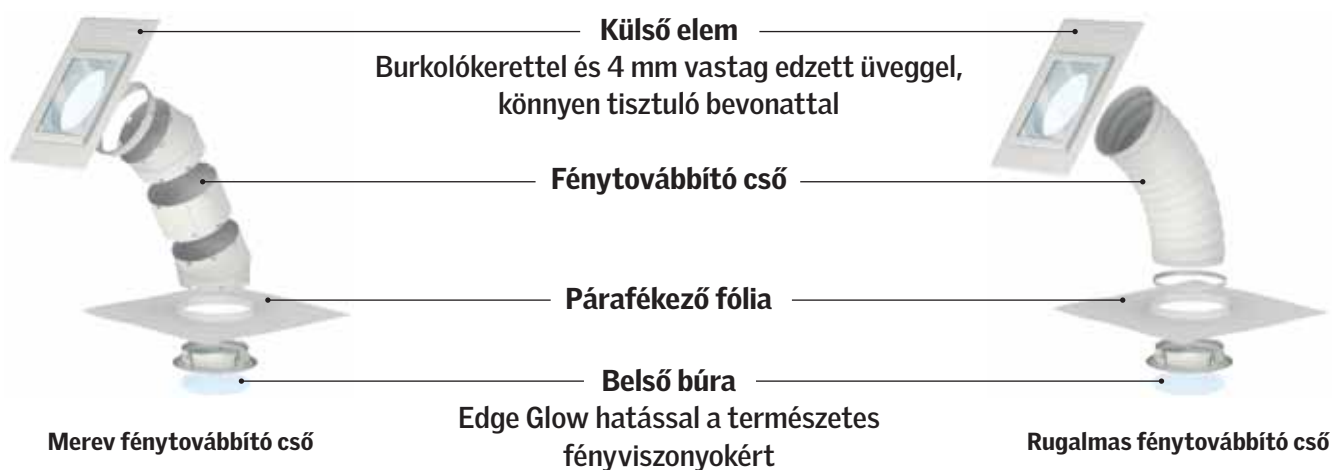 Külső elem
Burkolókerettel és 4 mm vastag edzett üveggel,
könnyen tisztuló bevonattal
Fénytovábbító cső
Párafékező fólia
Belső búra
Edge Glow hatással a természetes
fényviszonyokért
Merev fénytovábbító cső
Rugalmas fénytovábbító cső